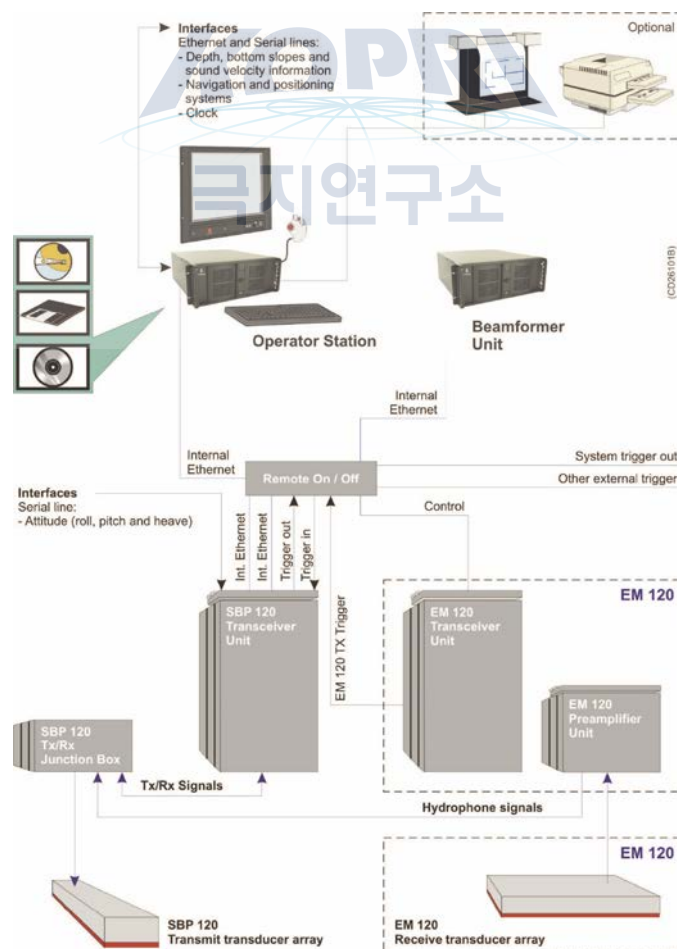 KOPRI
극지연구소
Interfaces
Ethernet and Serial lines:
- Depth, bottom slopes and
sound velocity information
- Navigation and positioning
systems
- Clock
Optional
(CD26101B)
Operator Station
Beamformer
Unit
Internal
Ethernet
Internal
Ethernet
System trigger out
Remote On / Off
Other external trigger
Interfaces
Serial line:
- Attitude (roll, pitch and heave)
Control
Int. Ethernet
Int. Ethernet
Trigger out
Trigger in
EM 120 TX Trigger
EM 120
SBP 120
Transceiver
Unit
EM 120
Transceiver
Unit
EM 120
Preamplifier
Unit
SBP 120
Tx/Rx
Junction Box
Tx/Rx Signals
Hydrophone signals
EM 120
SBP 120
Transmit transducer array
EM 120
Receive transducer array